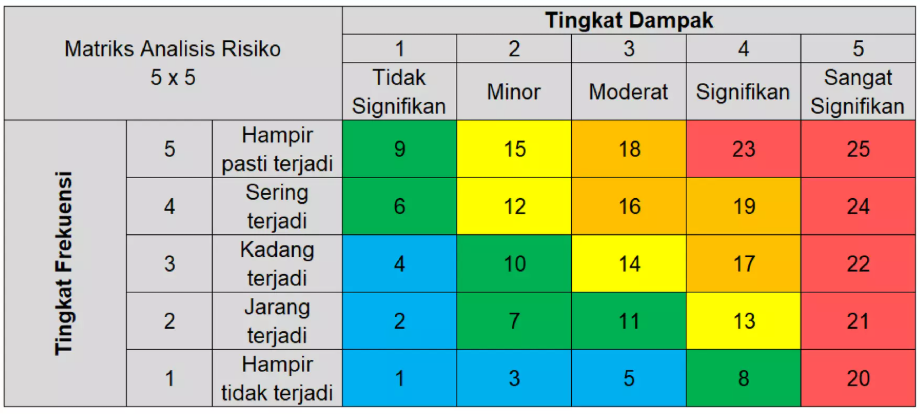 Matriks Analisis Risiko
5 x 5
Tingkat Dampak
1 2 3 4 5
Tidak
Signifikan
Minor
Moderat
Signifikan
Sangat
Signifikan
Tingkat Frekuensi
5
Hampir
pasti terjadi
9 15 18 23 25
4
Sering
terjadi
6 12 16 19 24
3
Kadang
terjadi
4 10 14 17 22
2
Jarang
terjadi
2 7 11 13 21
1
Hampir
tidak terjadi
1 3 5 8 20